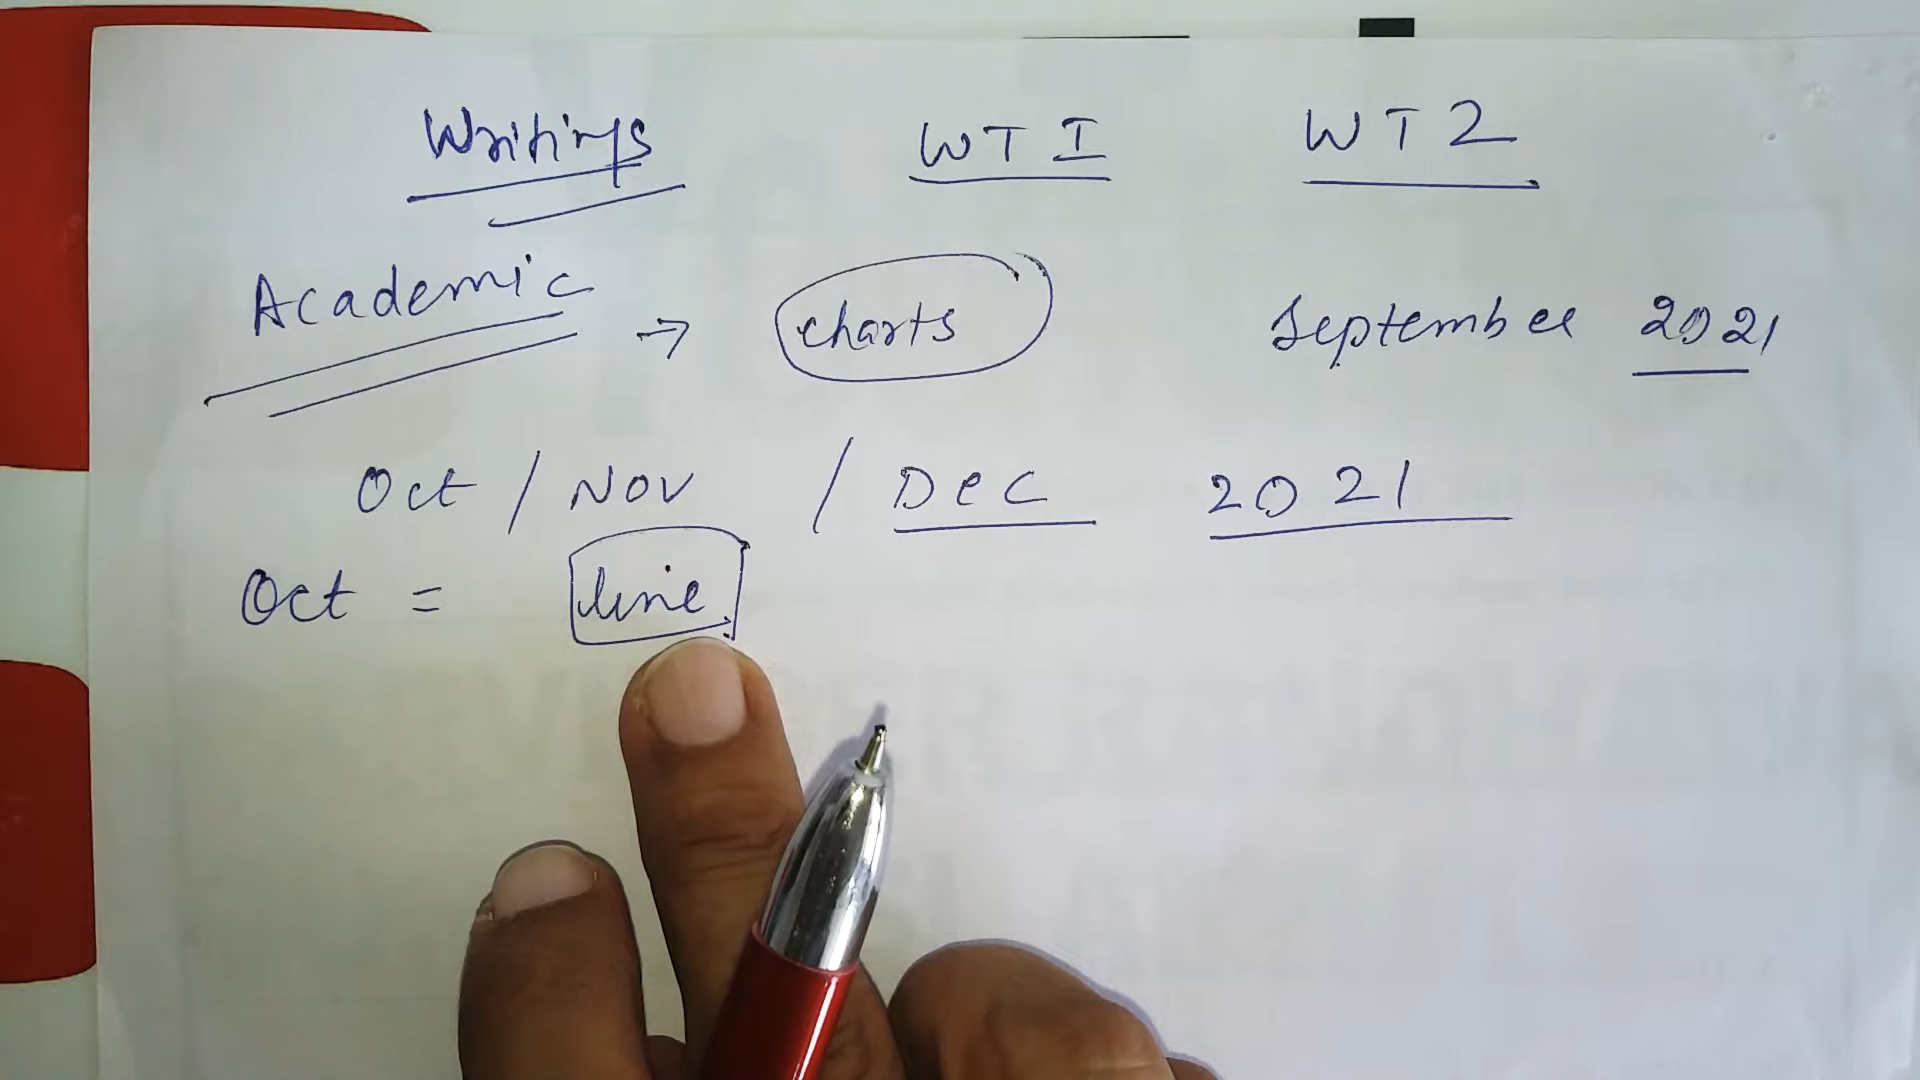 Writings WT I WT 2
Academic → charts September 2021
Oct / Nov / Dec 2021
Oct = line